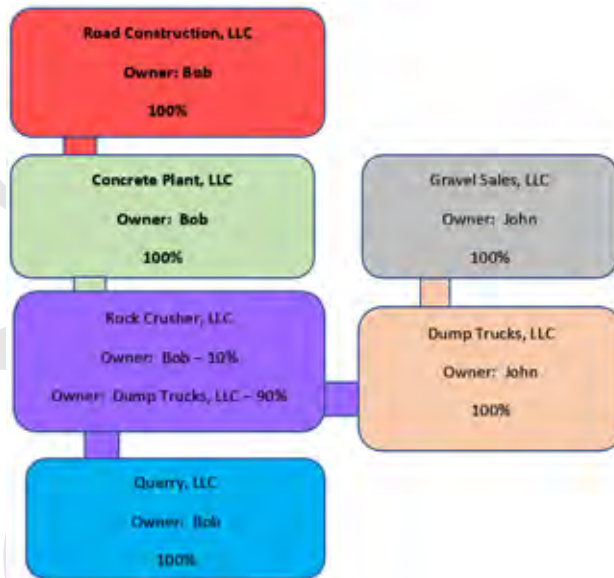 Road Construction, LLC
Owner: Bob
100%
Concrete Plant, LLC
Owner: Bob
100%
Gravel Sales, LLC
Owner: John
100%
Rock Crusher, LLC
Owner: Bob – 10%
Owner: Dump Trucks, LLC – 90%
Dump Trucks, LLC
Owner: John
100%
Querry, LLC
Owner: Bob
100%